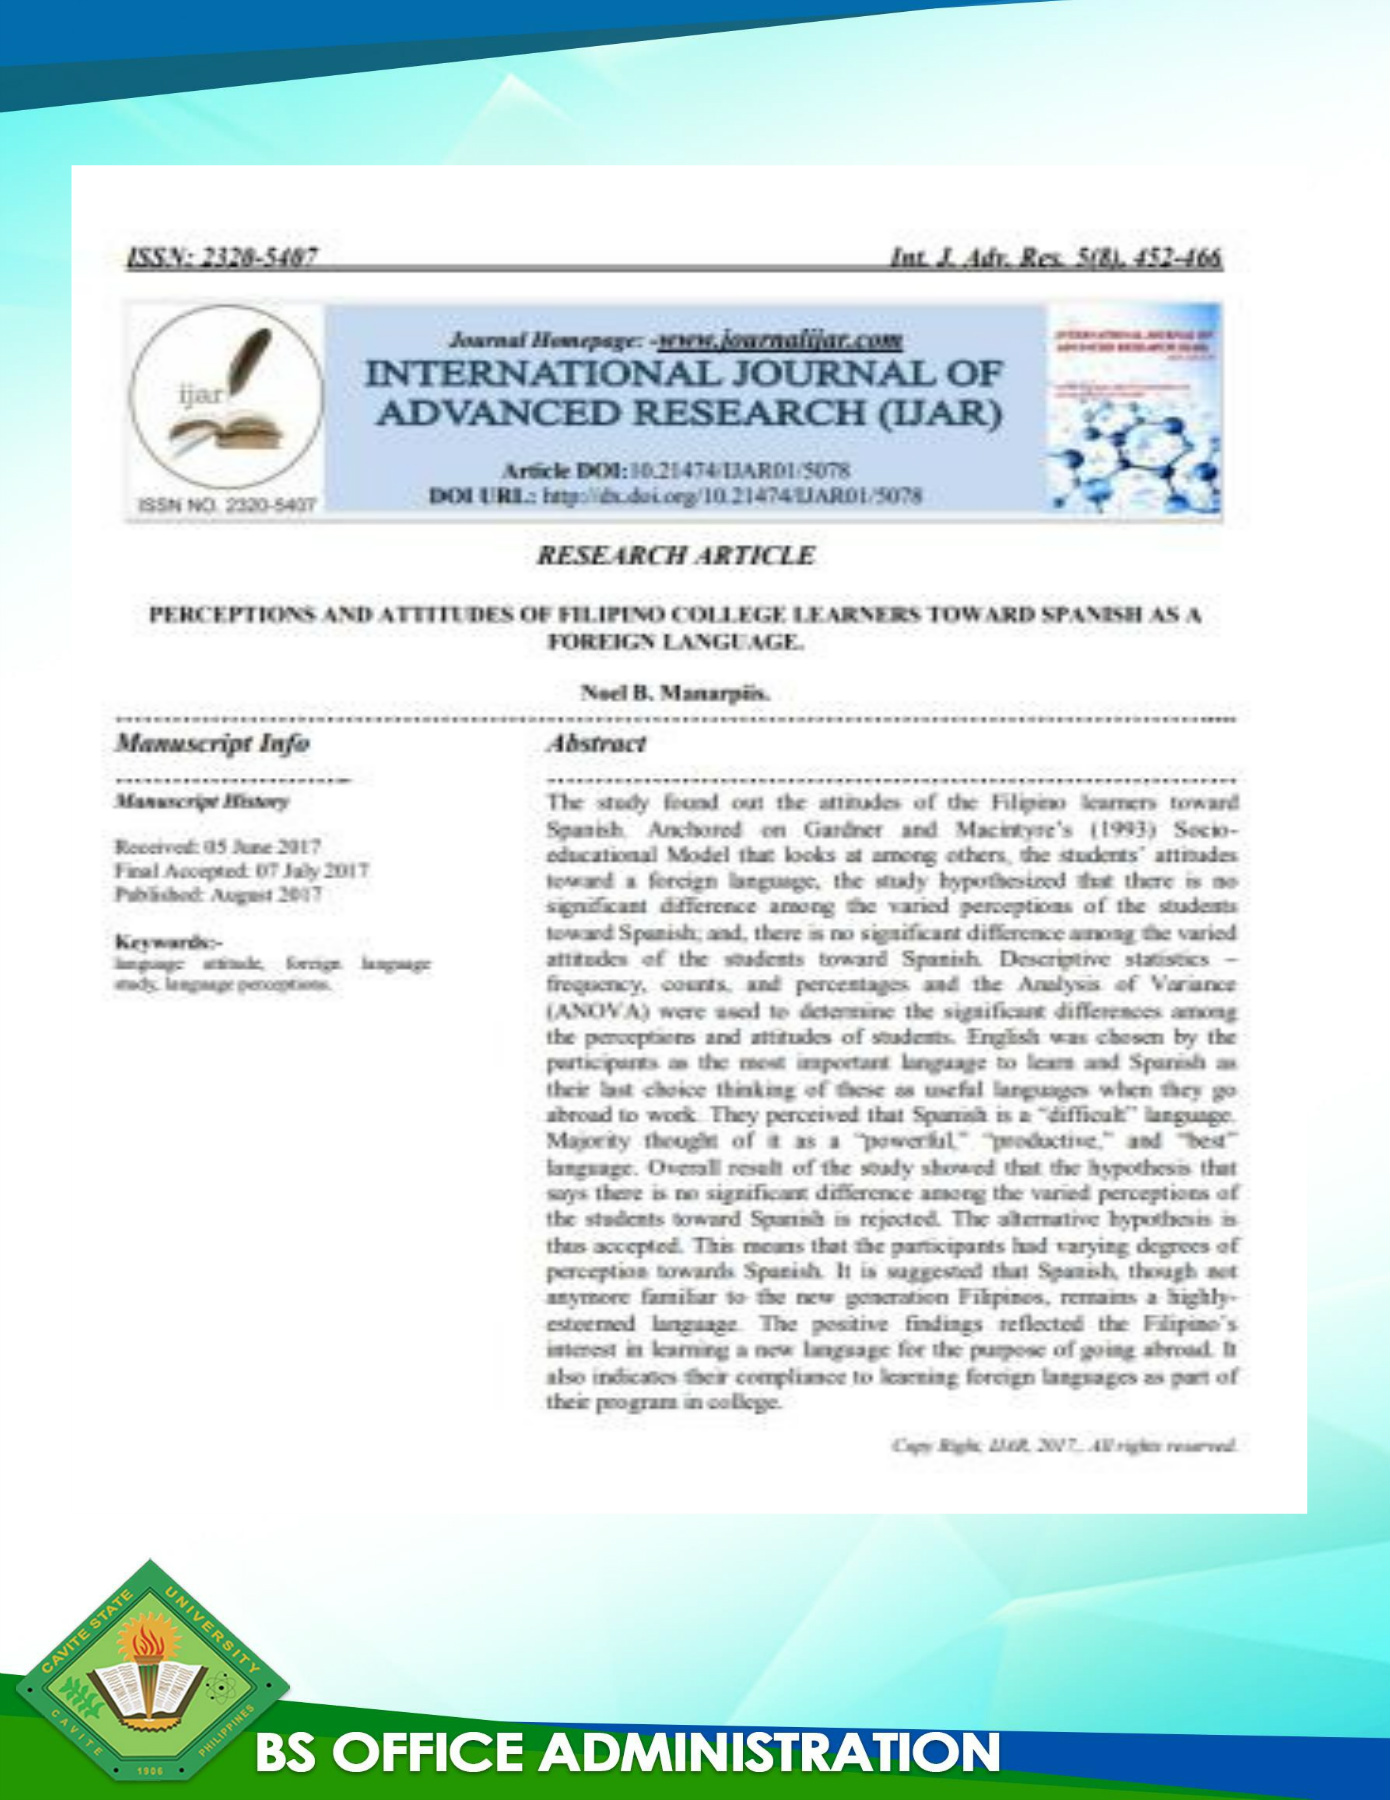 ISSN: 2320-5407 Int. J. Adv. Res. 5(8), 452-466
ijar
ISSN NO. 2320-5407
Journal Homepage: -www.journalijar.com
INTERNATIONAL JOURNAL OF
ADVANCED RESEARCH (IJAR)
Article DOI:10.21474/IJAR01/5078
DOI URL: http://dx.doi.org/10.21474/IJAR01/5078
INTERNATIONAL JOURNAL OF
ADVANCED RESEARCH
RESEARCH ARTICLE
PERCEPTIONS AND ATTITUDES OF FILIPINO COLLEGE LEARNERS TOWARD SPANISH AS A
FOREIGN LANGUAGE.
Noel B. Manarpiis.
Manuscript Info
Manuscript History
Received: 05 June 2017
Final Accepted: 07 July 2017
Published: August 2017
Keywords:-
language attitude, foreign language
study, language perceptions.
Abstract
The study found out the attitudes of the Filipino learners toward
Spanish. Anchored on Gardner and Macintyre's (1993) Socio-
educational Model that looks at among others, the students' attitudes
toward a foreign language, the study hypothesized that there is no
significant difference among the varied perceptions of the students
toward Spanish; and, there is no significant difference among the varied
attitudes of the students toward Spanish. Descriptive statistics –
frequency, counts, and percentages and the Analysis of Variance
(ANOVA) were used to determine the significant differences among
the perceptions and attitudes of students. English was chosen by the
participants as the most important language to learn and Spanish as
their last choice thinking of these as useful languages when they go
abroad to work. They perceived that Spanish is a "difficult" language.
Majority thought of it as a "powerful," "productive," and "best"
language. Overall result of the study showed that the hypothesis that
says there is no significant difference among the varied perceptions of
the students toward Spanish is rejected. The alternative hypothesis is
thus accepted. This means that the participants had varying degrees of
perception towards Spanish. It is suggested that Spanish, though not
anymore familiar to the new generation Filipinos, remains a highly-
esteemed language. The positive findings reflected the Filipino's
interest in learning a new language for the purpose of going abroad. It
also indicates their compliance to learning foreign languages as part of
their program in college.
Copy Right, IJAR, 2017,. All rights reserved.
CAVITE STATE UNIVERSITY
CAVITE PHILIPPINES
1906
BS OFFICE ADMINISTRATION